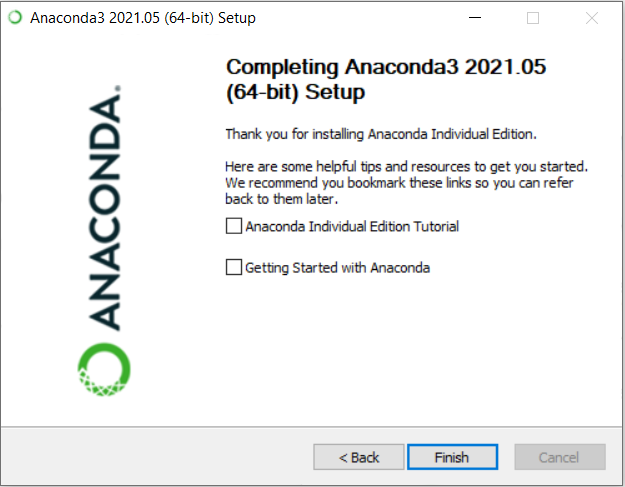 Anaconda3 2021.05 (64-bit) Setup
Completing Anaconda3 2021.05
(64-bit) Setup
Thank you for installing Anaconda Individual Edition.
Here are some helpful tips and resources to get you started.
We recommend you bookmark these links so you can refer
back to them later.
Anaconda Individual Edition Tutorial
Getting Started with Anaconda
ANACONDA.
< Back
Finish
Cancel